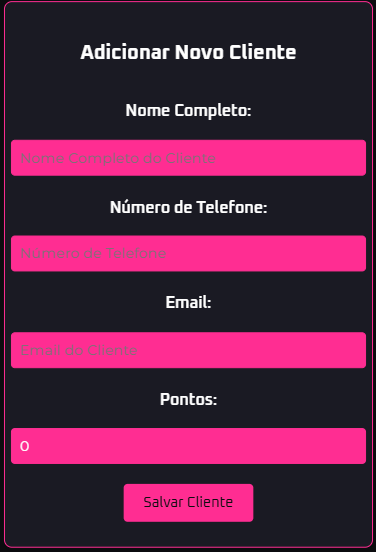 Adicionar Novo Cliente
Nome Completo:
Nome Completo do Cliente
Número de Telefone:
Número de Telefone
Email:
Email do Cliente
Pontos:
0
Salvar Cliente